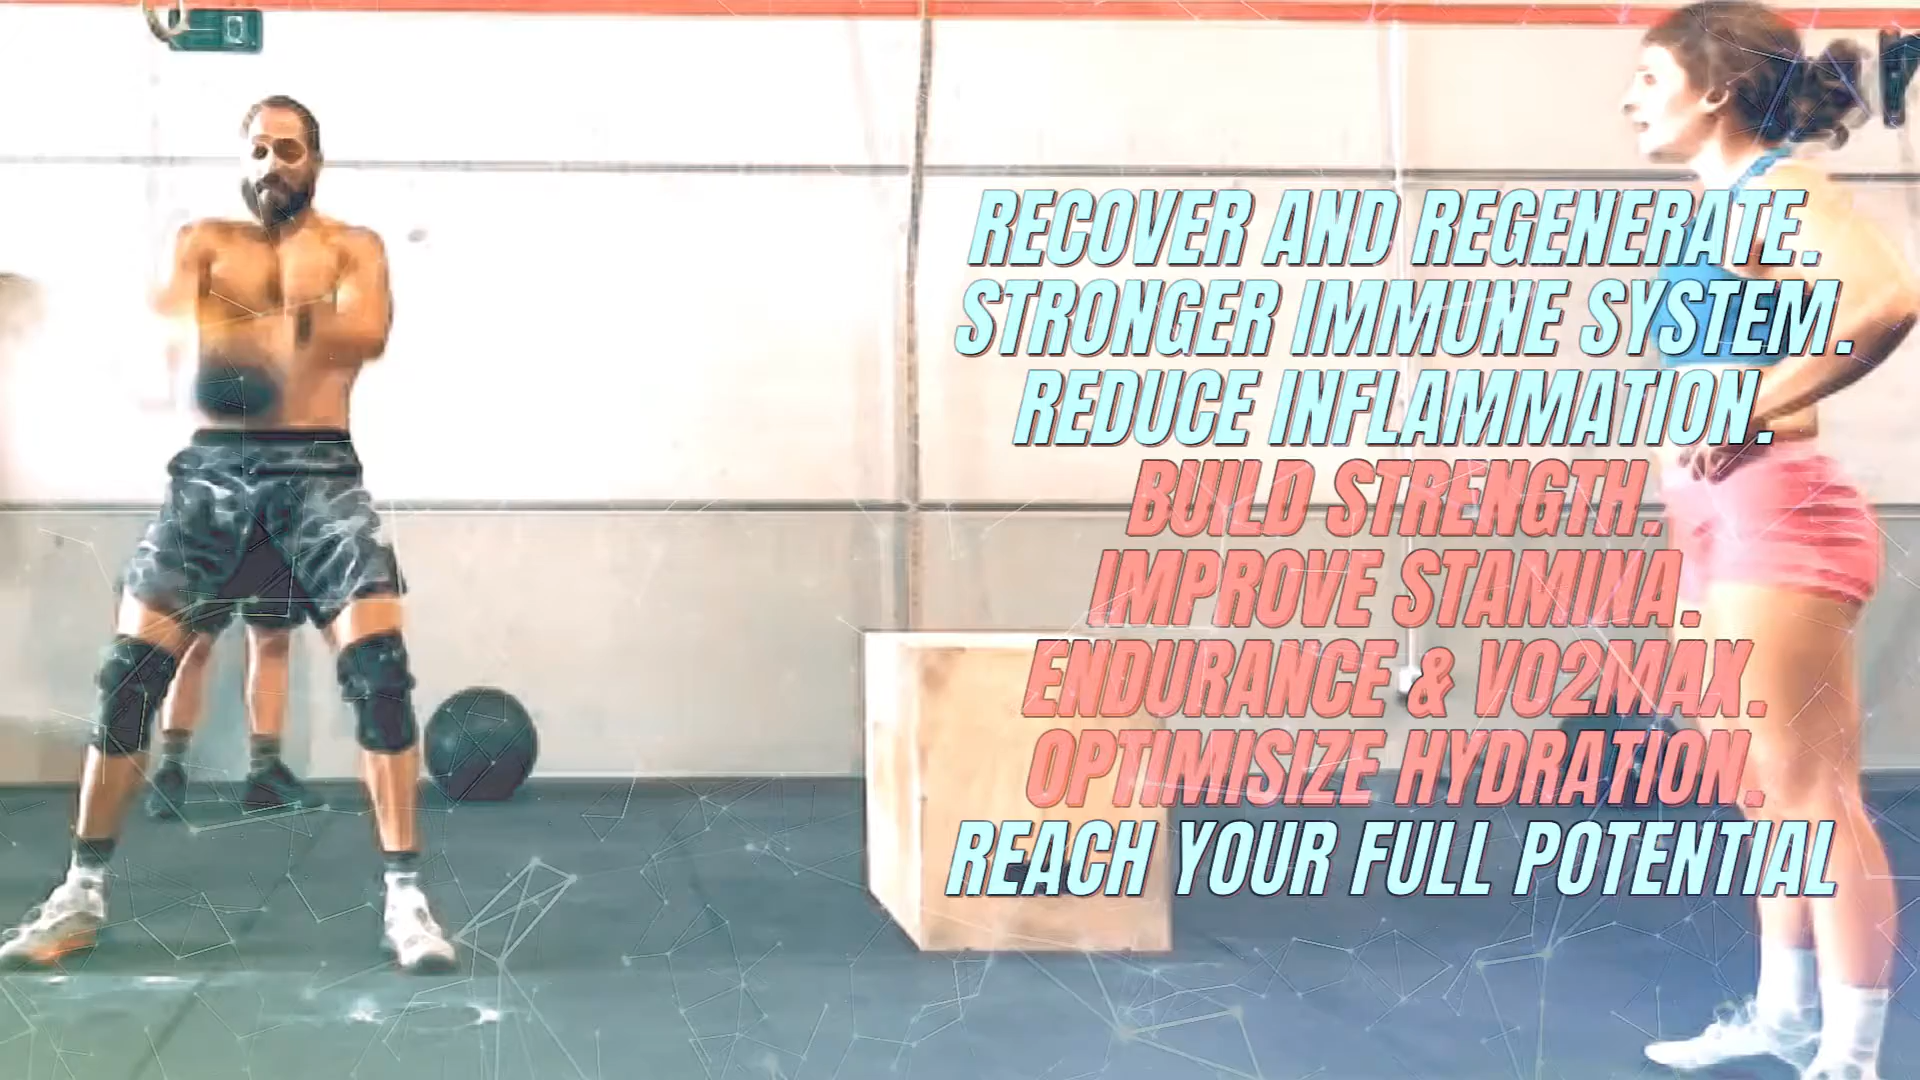 RECOVER AND REGENERATE.
STRONGER IMMUNE SYSTEM.
REDUCE INFLAMMATION.
BUILD STRENGTH.
IMPROVE STAMINA.
ENDURANCE & VO2MAX.
OPTIMISIZE HYDRATION.
REACH YOUR FULL POTENTIAL